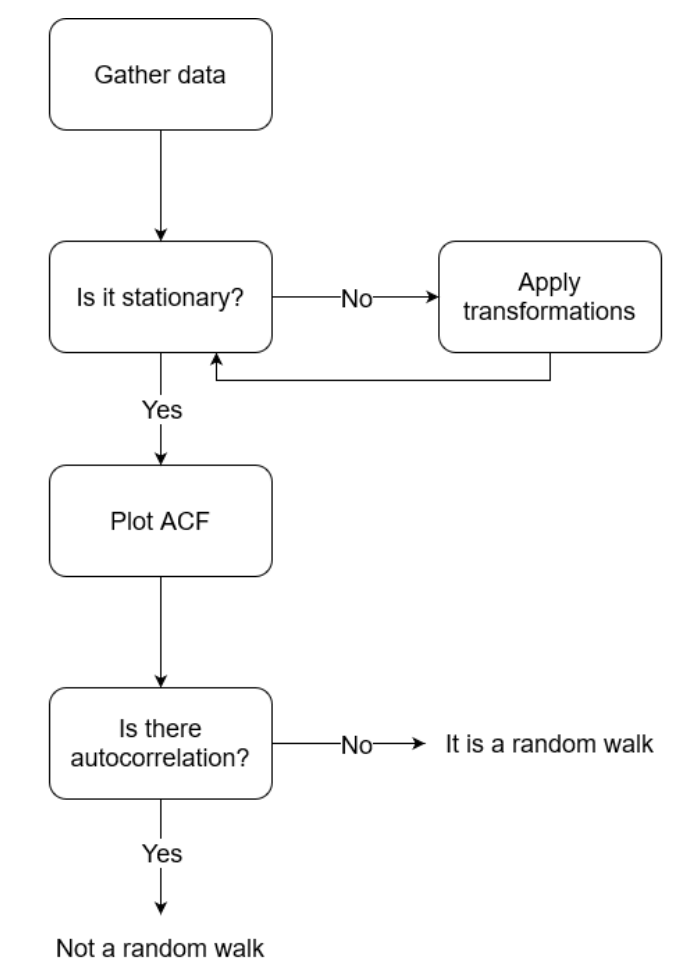 Gather data
Is it stationary?
No
Apply
transformations
Yes
Plot ACF
Is there
autocorrelation?
No
It is a random walk
Yes
Not a random walk